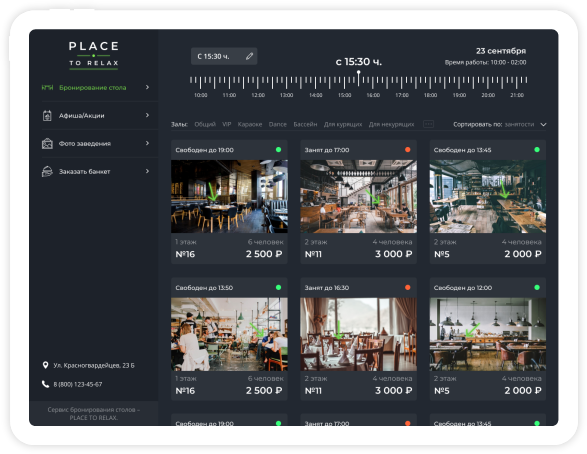 PLACE
TO RELAX
Бронирование стола
Афиша/Акции
Фото заведения
Заказать банкет
Ул. Красногвардейцев, 23 Б
8 (800) 123-45-67
Сервис бронирования столов –
PLACE TO RELAX.
С 15:30 ч.
с 15:30 ч.
23 сентября
Время работы: 10:00 - 02:00
10:00 11:00 12:00 13:00 14:00 15:00 16:00 17:00 18:00 19:00 20:00 21:00
Залы: Общий VIP Караоке Dance Бассейн Для курящих Для некурящих
Сортировать по: занятости
Свободен до 19:00
Занят до 17:00
Свободен до 13:45
1 этаж 6 человек
№16 2 500 ₽
2 этаж 4 человека
№11 3 000 ₽
2 этаж 4 человека
№5 2 000 ₽
Свободен до 13:50
Занят до 16:30
Свободен до 12:00
1 этаж 6 человек
№16 2 500 ₽
2 этаж 4 человека
№11 3 000 ₽
2 этаж 4 человека
№5 2 000 ₽
Свободен до 19:00
Занят до 17:00
Свободен до 13:45